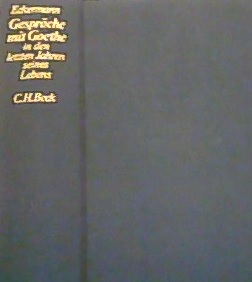 Eckermann
Gespräche
mit Goethe
in den
letzten Jahren
seines
Lebens
C.H.Beck